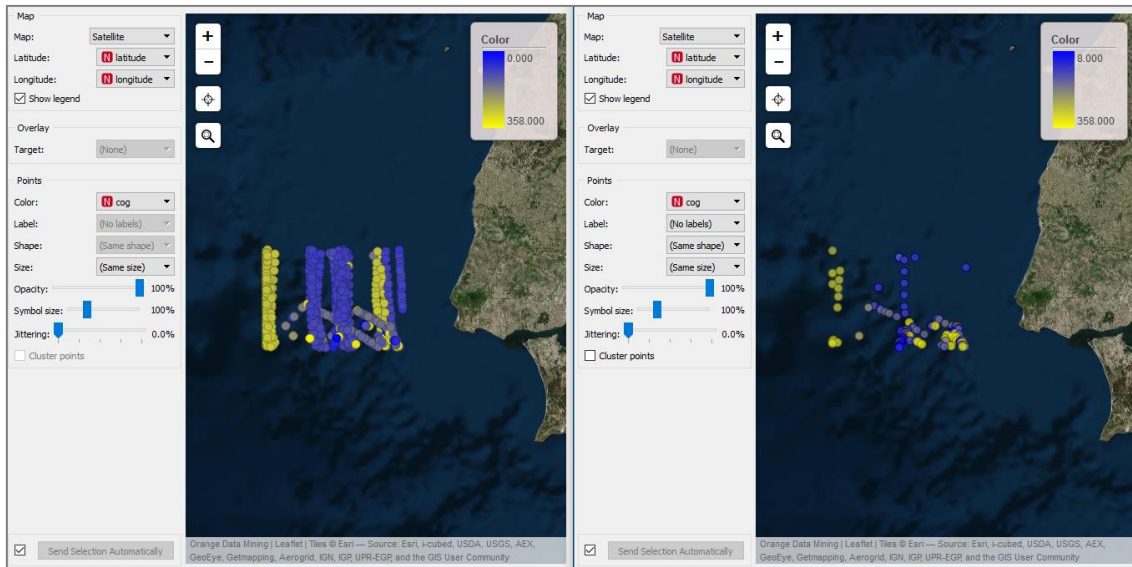 Map
Map: Satellite
Latitude: N latitude
Longitude: N longitude
Show legend
Overlay
Target: (None)
Points
Color: N cog
Label: (No labels)
Shape: (Same shape)
Size: (Same size)
Opacity: 100%
Symbol size: 100%
Jittering: 0.0%
Cluster points
Send Selection Automatically
+
−
Color
0.000
358.000
Orange Data Mining | Leaflet | Tiles © Esri — Source: Esri, i-cubed, USDA, USGS, AEX,
GeoEye, Getmapping, Aerogrid, IGN, IGP, UPR-EGP, and the GIS User Community
Map
Map: Satellite
Latitude: N latitude
Longitude: N longitude
Show legend
Overlay
Target: (None)
Points
Color: N cog
Label: (No labels)
Shape: (Same shape)
Size: (Same size)
Opacity: 100%
Symbol size: 100%
Jittering: 0.0%
Cluster points
Send Selection Automatically
+
−
Color
8.000
358.000
Orange Data Mining | Leaflet | Tiles © Esri — Source: Esri, i-cubed, USDA, USGS, AEX,
GeoEye, Getmapping, Aerogrid, IGN, IGP, UPR-EGP, and the GIS User Community